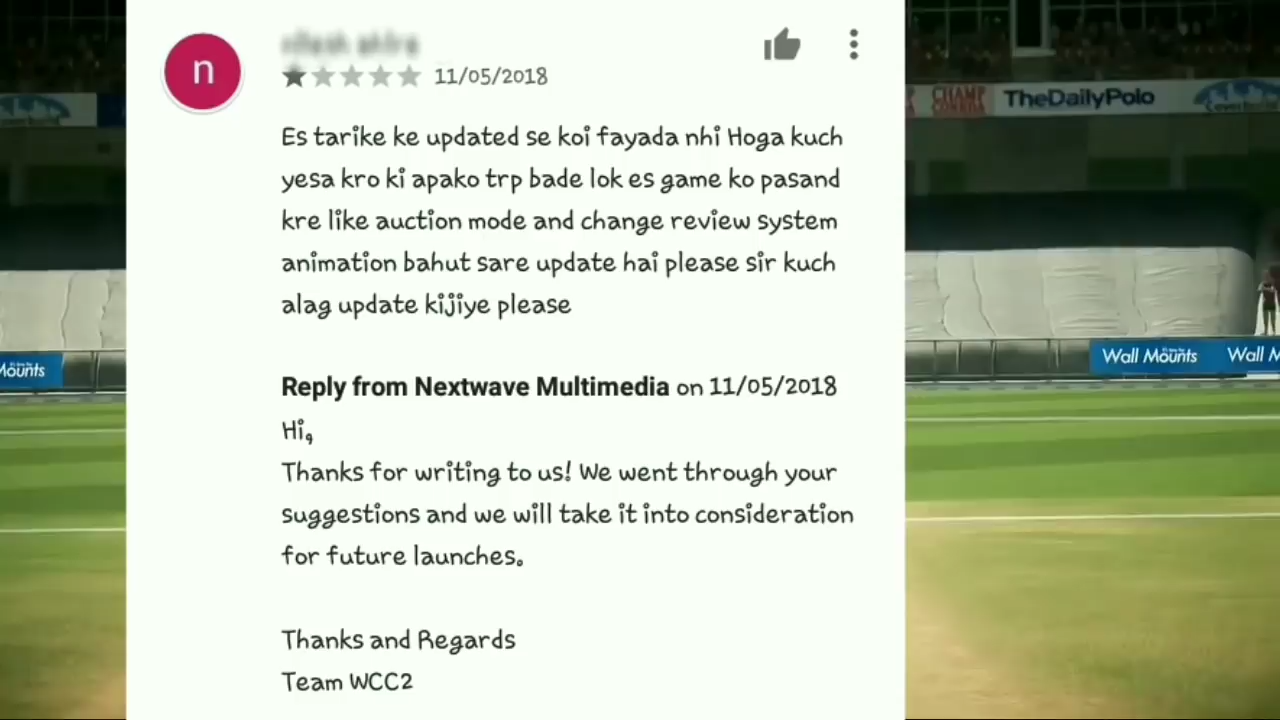 n
11/05/2018
Es tarike ke updated se koi fayada nhi Hoga kuch
yesa kro ki apako trp bade lok es game ko pasand
kre like auction mode and change review system
animation bahut sare update hai please sir kuch
alag update kijiye please
Reply from Nextwave Multimedia on 11/05/2018
Hi,
Thanks for writing to us! We went through your
suggestions and we will take it into consideration
for future launches.
Thanks and Regards
Team WCC2
TheDailyPolo
Mounts
Wall Mounts
Wall M